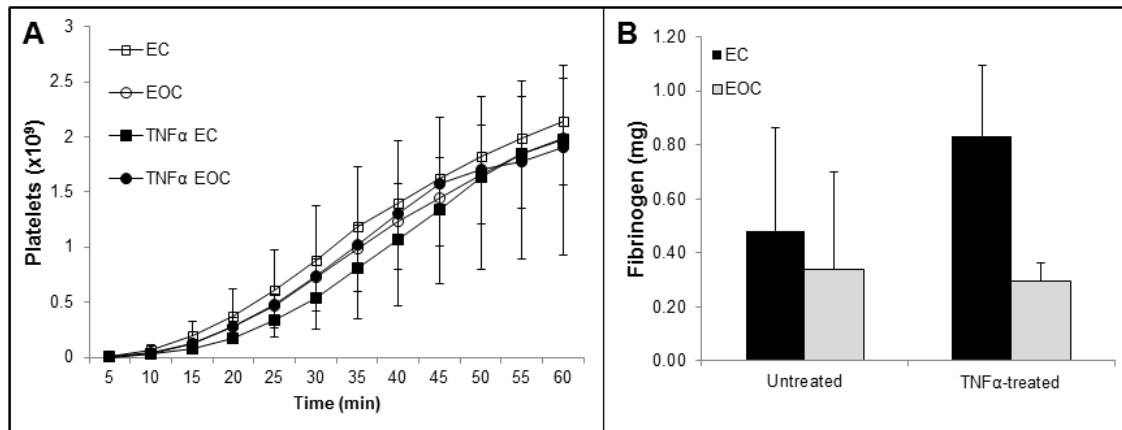 A
EC
EOC
TNFα EC
TNFα EOC
Platelets (x10⁹)
3
2.5
2
1.5
1
0.5
0
5 10 15 20 25 30 35 40 45 50 55 60
Time (min)
B
EC
EOC
Fibrinogen (mg)
1.20
1.00
0.80
0.60
0.40
0.20
0.00
Untreated TNFα-treated